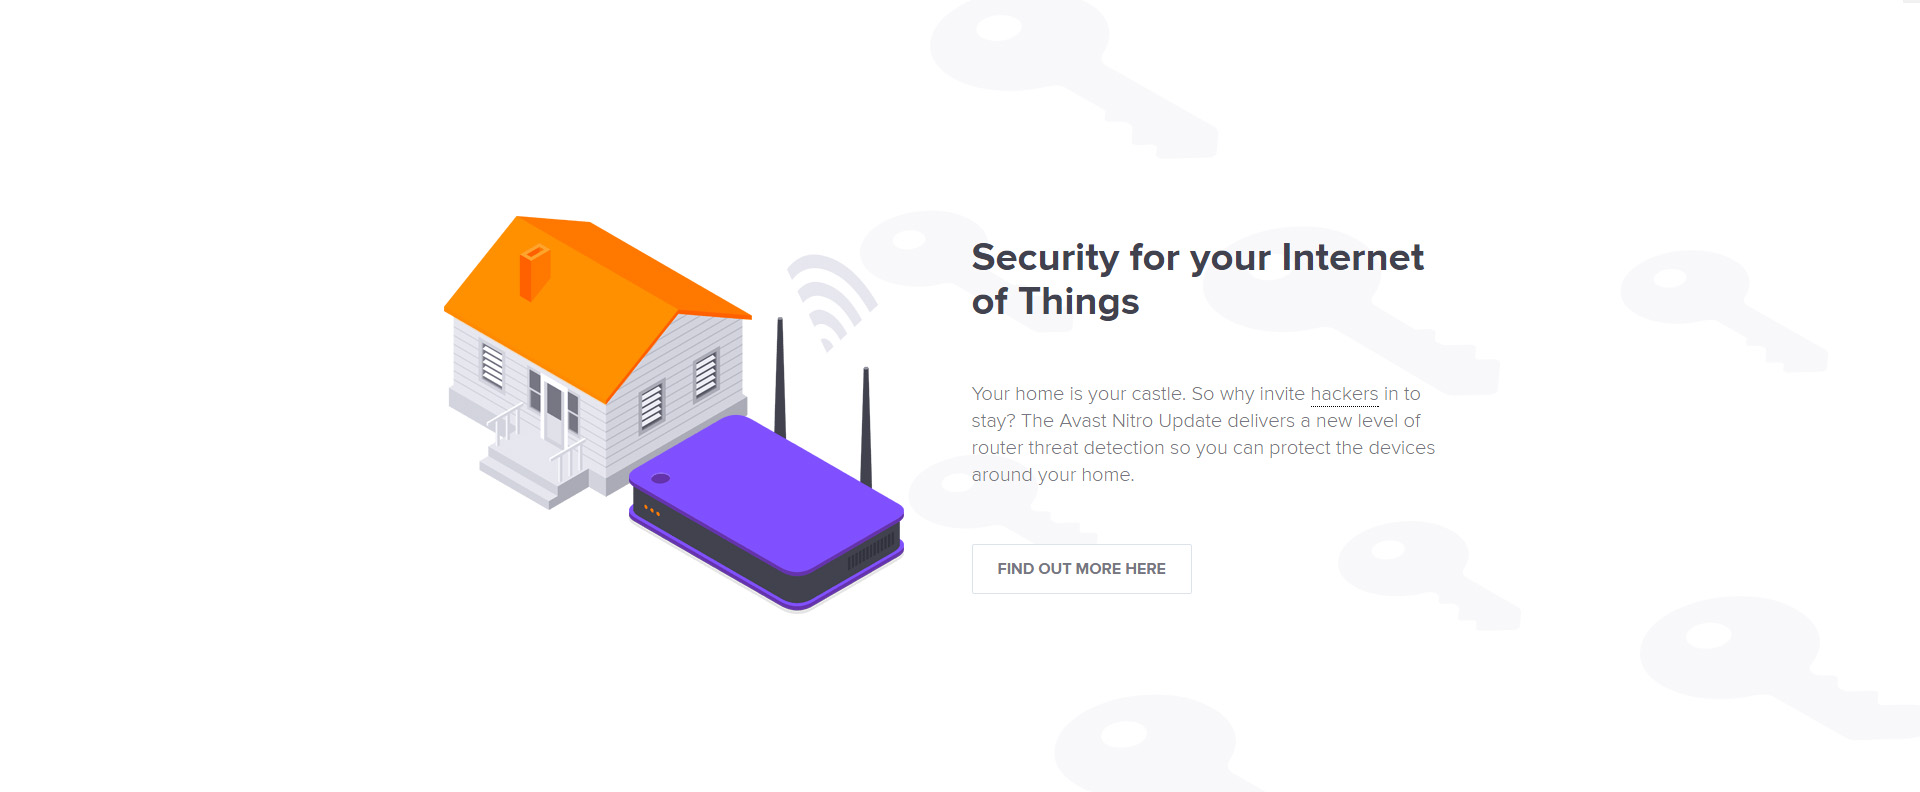 Security for your Internet
of Things
Your home is your castle. So why invite hackers in to
stay? The Avast Nitro Update delivers a new level of
router threat detection so you can protect the devices
around your home.
FIND OUT MORE HERE